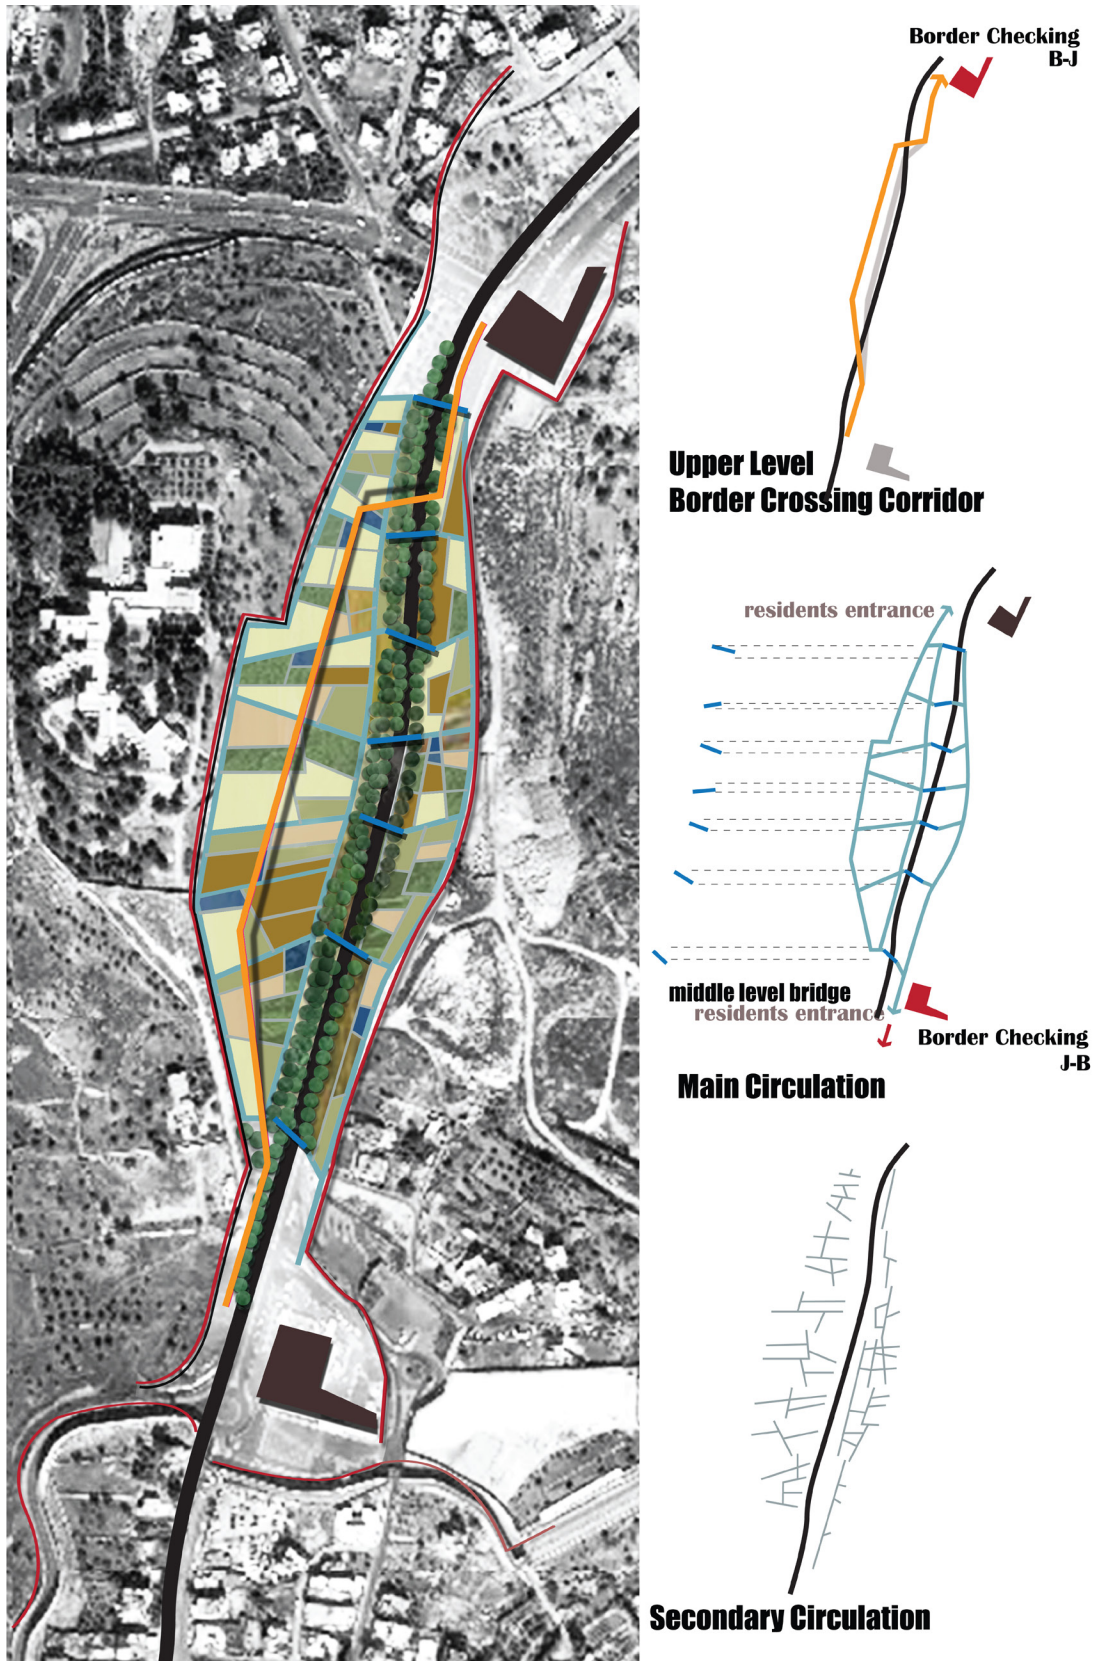 Border Checking
B-J
Upper Level
Border Crossing Corridor
residents entrance
middle level bridge
residents entrance
Border Checking
J-B
Main Circulation
Secondary Circulation